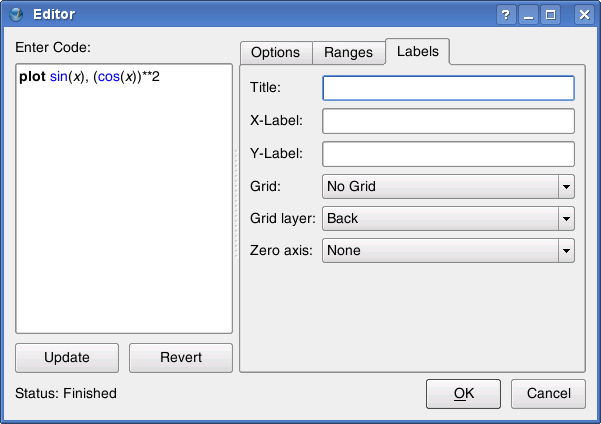 Editor
Enter Code:
plot sin(x), (cos(x))**2
Update Revert
Status: Finished
Options Ranges Labels
Title:
X-Label:
Y-Label:
Grid: No Grid
Grid layer: Back
Zero axis: None
OK Cancel